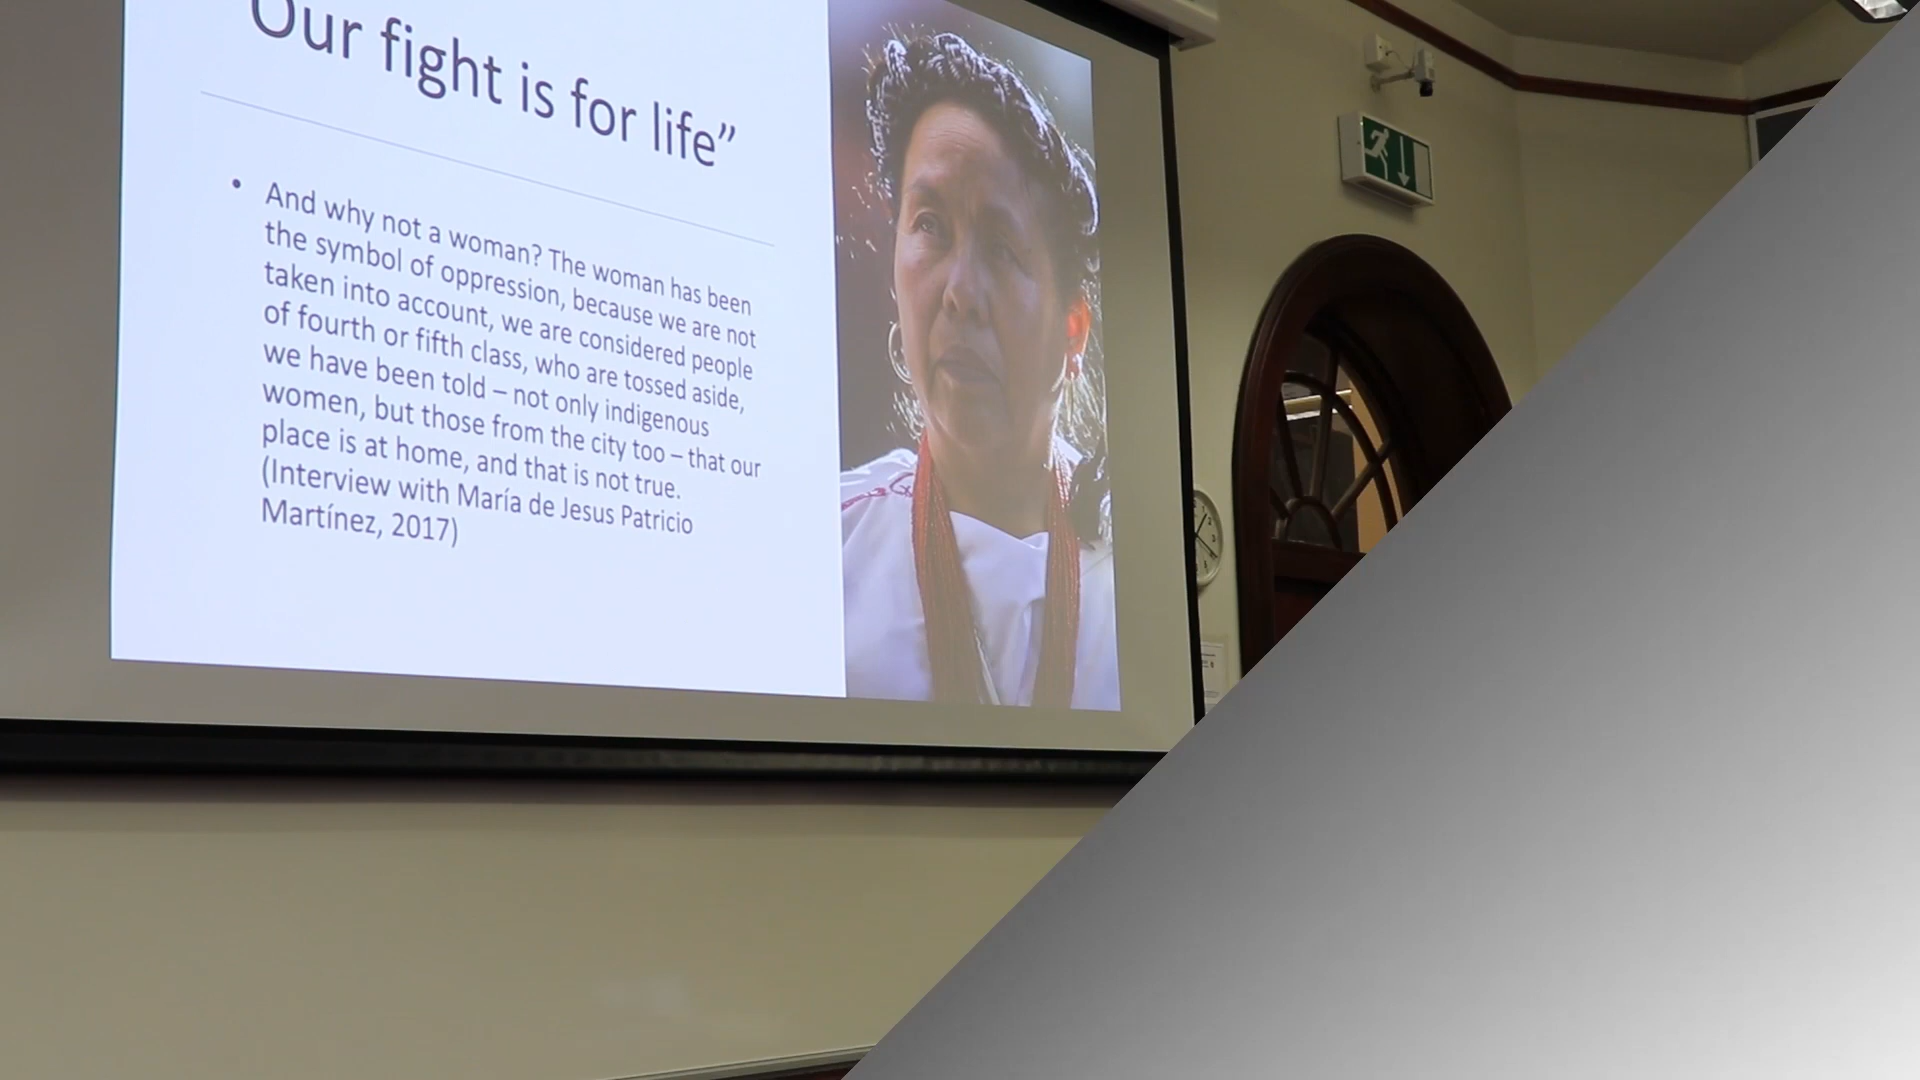 Our fight is for life”
• And why not a woman? The woman has been
the symbol of oppression, because we are not
taken into account, we are considered people
of fourth or fifth class, who are tossed aside,
we have been told – not only indigenous
women, but those from the city too – that our
place is at home, and that is not true.
(Interview with María de Jesus Patricio
Martínez, 2017)